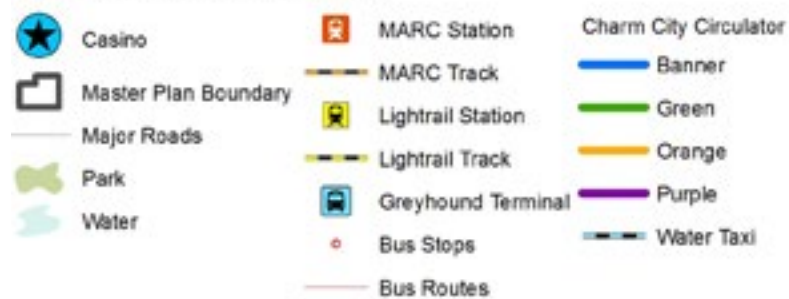 Casino
Master Plan Boundary
Major Roads
Park
Water
MARC Station
MARC Track
Lightrail Station
Lightrail Track
Greyhound Terminal
Bus Stops
Bus Routes
Charm City Circulator
Banner
Green
Orange
Purple
Water Taxi